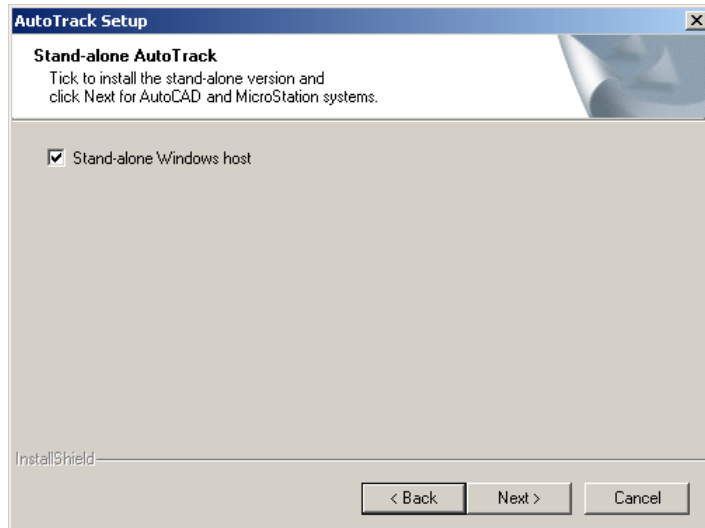 AutoTrack Setup
Stand-alone AutoTrack
Tick to install the stand-alone version and
click Next for AutoCAD and MicroStation systems.
Stand-alone Windows host
InstallShield
< Back Next > Cancel